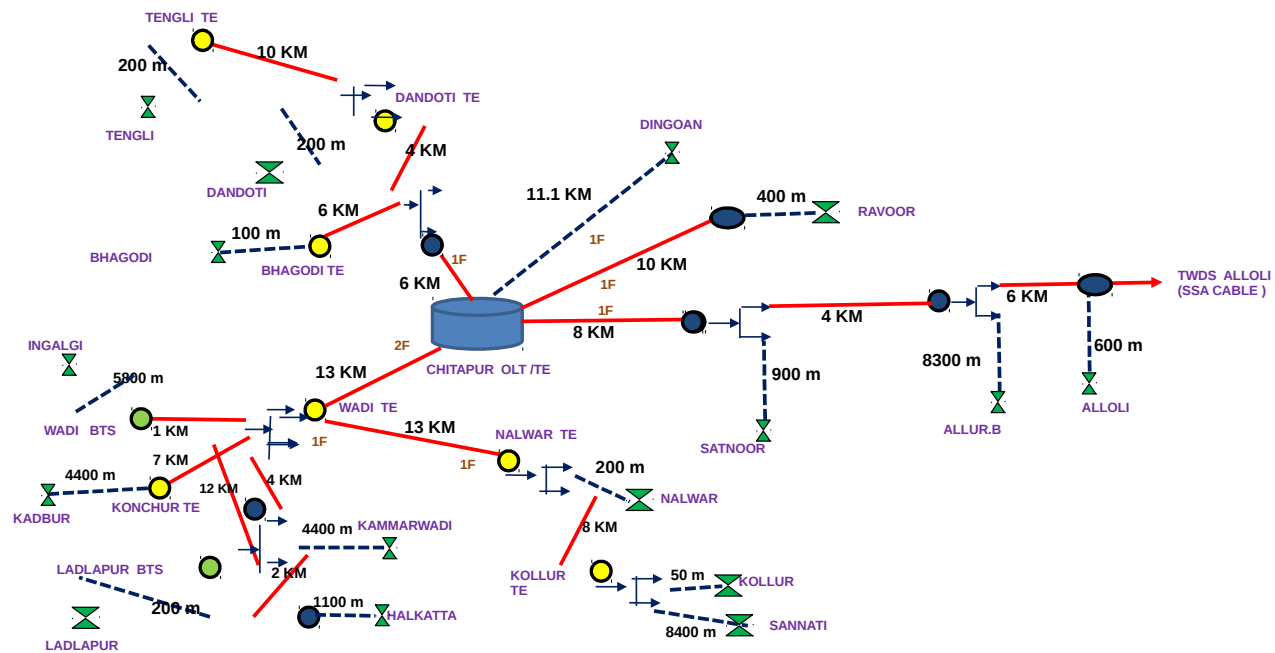 TENGLI  TE
10 KM
200 m
DANDOTI  TE
TENGLI
DINGOAN
200 m
4 KM
DANDOTI
11.1 KM
400 m
6 KM
RAVOOR
100 m
1F
BHAGODI
BHAGODI TE
1F
10 KM
6 KM
1F
TWDS  ALLOLI
(SSA CABLE )
6 KM
1F
4 KM
8 KM
INGALGI
2F
CHITAPUR  OLT /TE
600 m
8300 m
13 KM
900 m
5800 m
WADI  TE
ALLOLI
WADI   BTS
1 KM
13 KM
NALWAR  TE
ALLUR.B
1F
SATNOOR
7 KM
1F
200 m
4400 m
4 KM
12 KM
NALWAR
KADBUR
KONCHUR TE
4400 m
KAMMARWADI
8 KM
LADLAPUR  BTS
2 KM
KOLLUR
TE
50 m
KOLLUR
200 m
1100 m
HALKATTA
SANNATI
8400 m
LADLAPUR